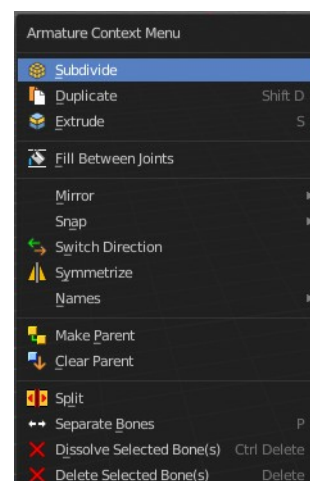 Armature Context Menu
Subdivide
Duplicate Shift D
Extrude S
Fill Between Joints
Mirror
Snap
Switch Direction
Symmetrize
Names
Make Parent
Clear Parent
Split
Separate Bones P
Dissolve Selected Bone(s) Ctrl Delete
Delete Selected Bone(s) Delete